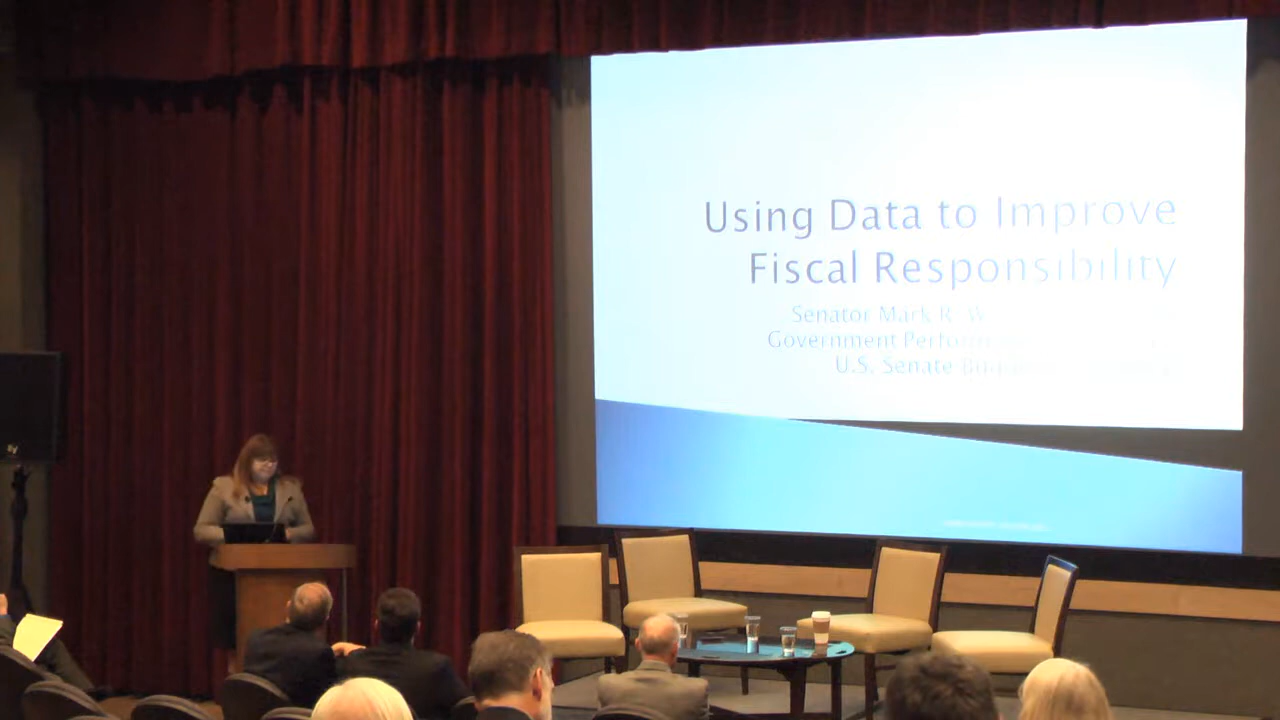 Using Data to Improve
Fiscal Responsibility
Senator Mark R. W
Government Perfor
U.S. Senate